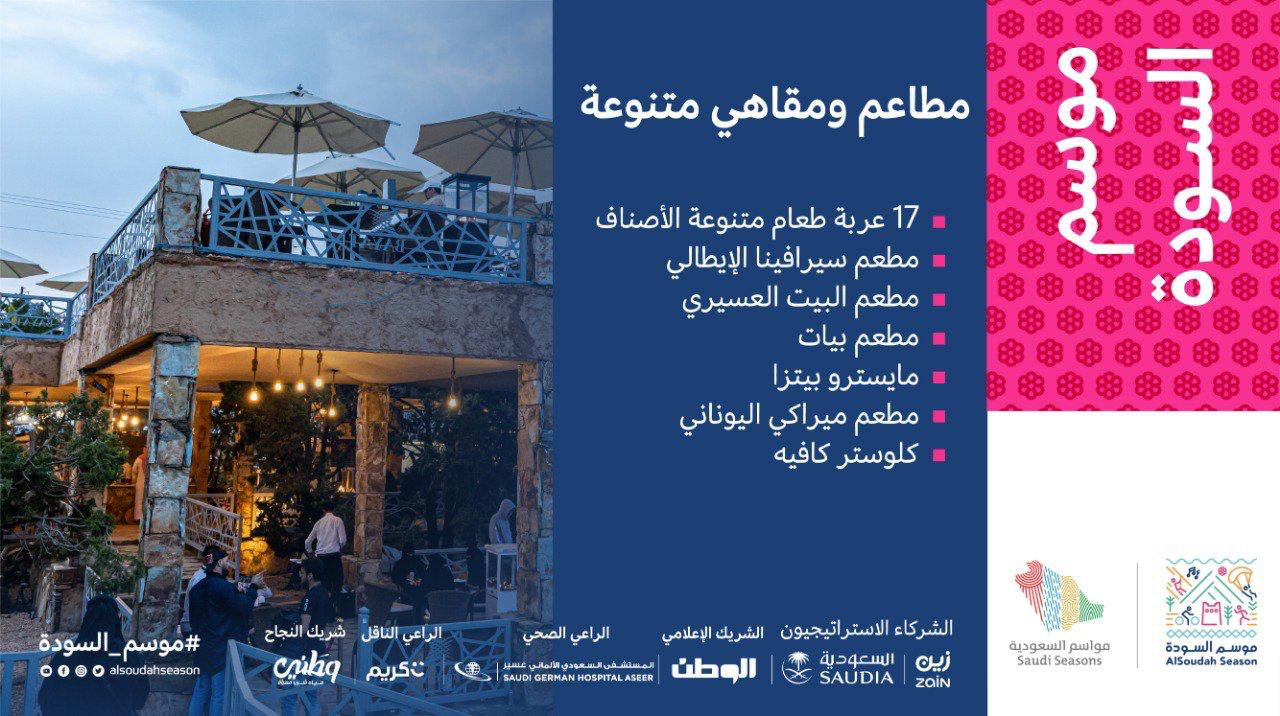 موسم
السودة
مطاعم ومقاهي متنوعة
17 عربة طعام متنوعة الأصناف
مطعم سيرافينا الإيطالي
مطعم البيت العسيري
مطعم بيات
مايسترو بيتزا
مطعم ميراكي اليوناني
كلوستر كافيه
مواسم السعودية
Saudi Seasons
موسم السودة
AlSoudah Season
الشركاء الاستراتيجيون
زين
zain
السعودية
SAUDIA
الشريك الإعلامي
الوطن
الراعي الصحي
المستشفى السعودي الألماني عسير
SAUDI GERMAN HOSPITAL ASEER
الراعي الناقل
كريم
شريك النجاح
#موسم_السودة
alsoudahseason